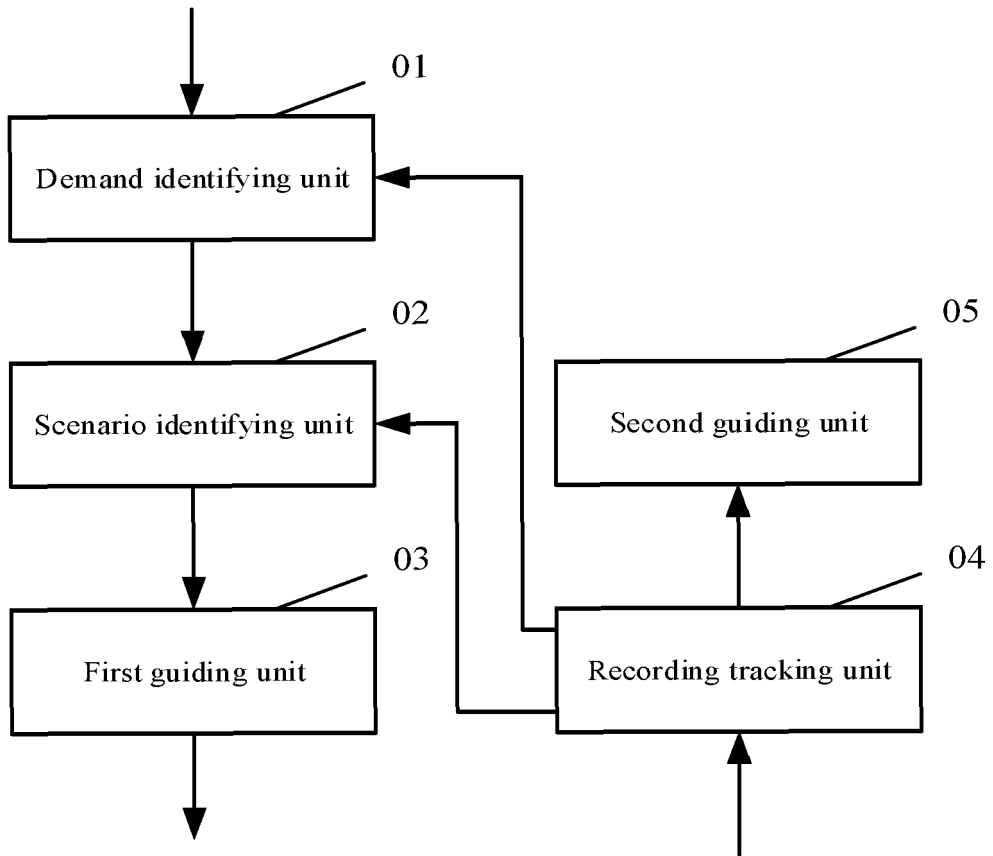 01
Demand identifying unit
02
Scenario identifying unit
03
First guiding unit
05
Second guiding unit
04
Recording tracking unit